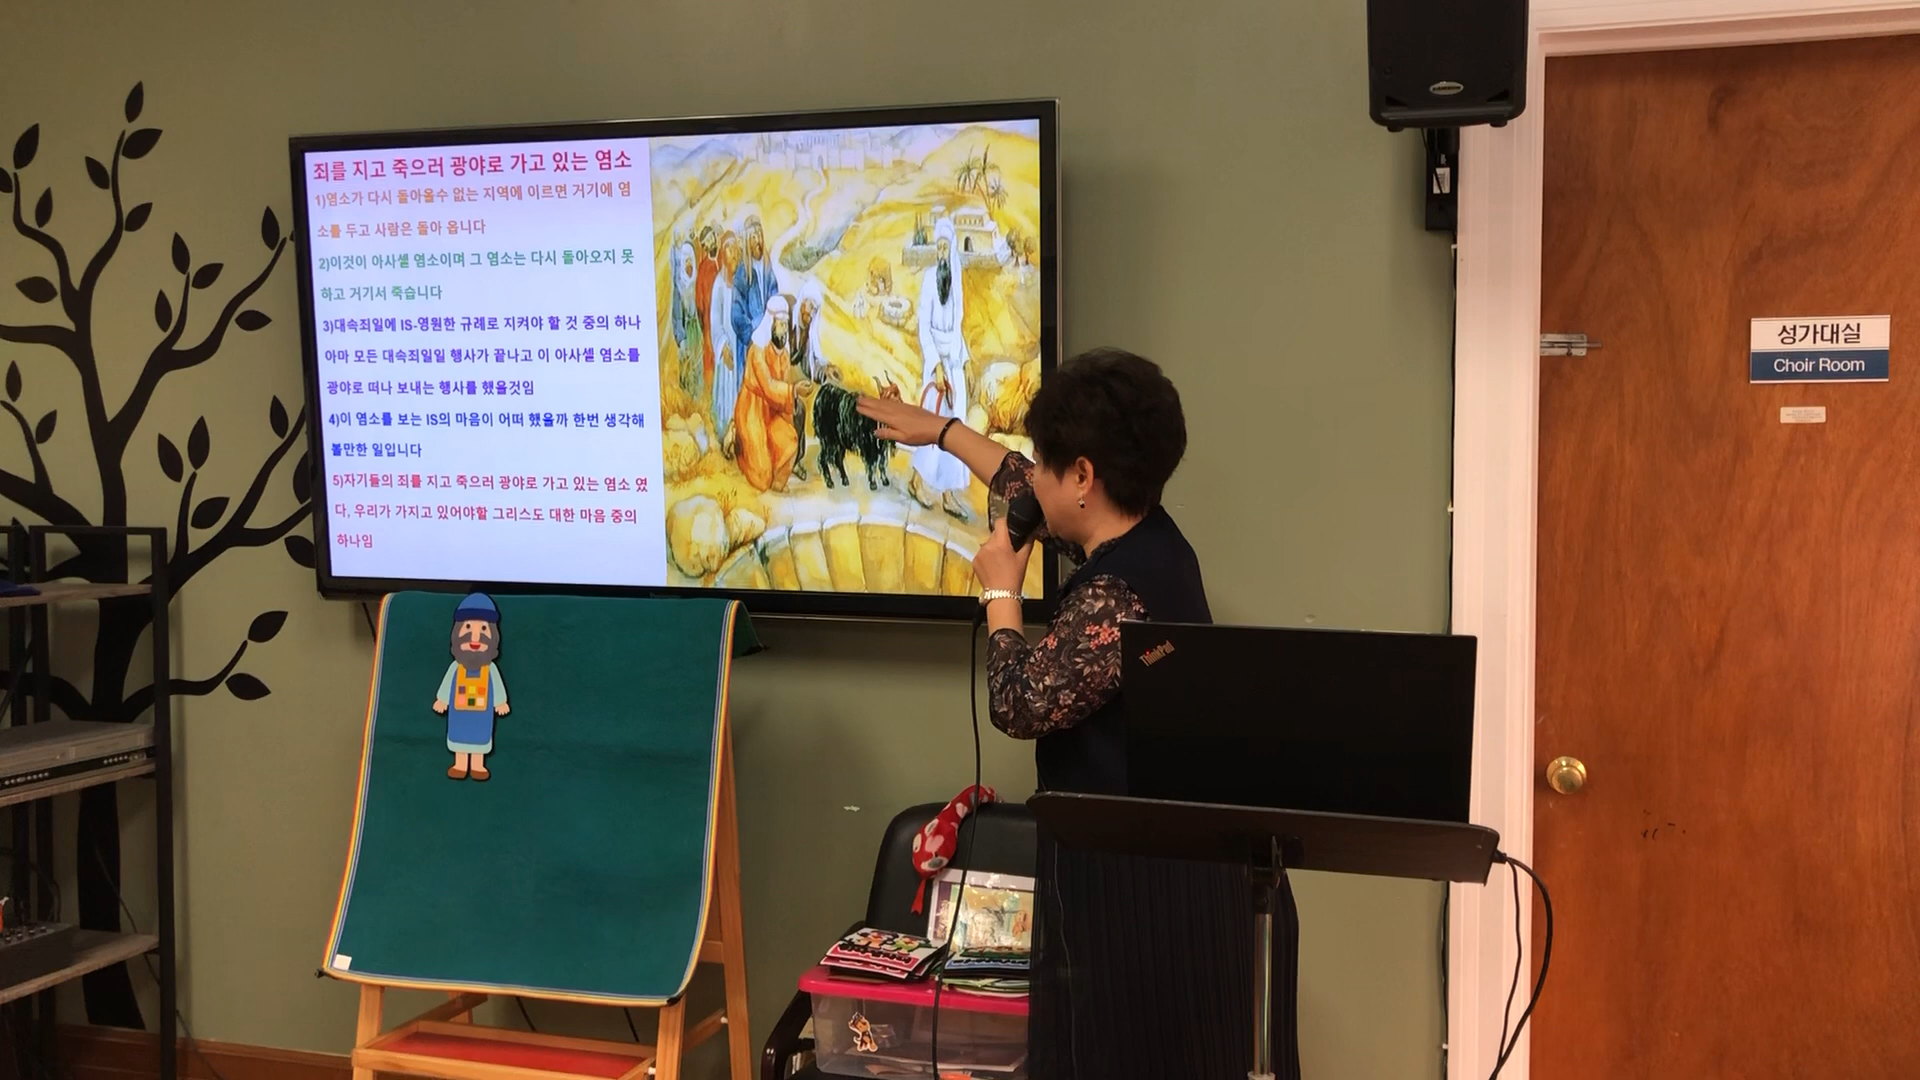 죄를 지고 죽으러 광야로 가고 있는 염소
1)염소가 다시 돌아올수 없는 지역에 이르면 거기에 염
소를 두고 사람은 돌아 옵니다
2)이것이 아사셀 염소이며 그 염소는 다시 돌아오지 못
하고 거기서 죽습니다
3)대속죄일에 IS-영원한 규례로 지켜야 할 것 중의 하나
아마 모든 대속죄일일 행사가 끝나고 이 아사셀 염소를
광야로 떠나 보내는 행사를 했을것임
4)이 염소를 보는 IS의 마음이 어떠 했을까 한번 생각해
볼만한 일입니다
5)자기들의 죄를 지고 죽으러 광야로 가고 있는 염소 였
다, 우리가 가지고 있어야할 그리스도 대한 마음 중의
하나임
성가대실
Choir Room
ThinkPad
SAMSON